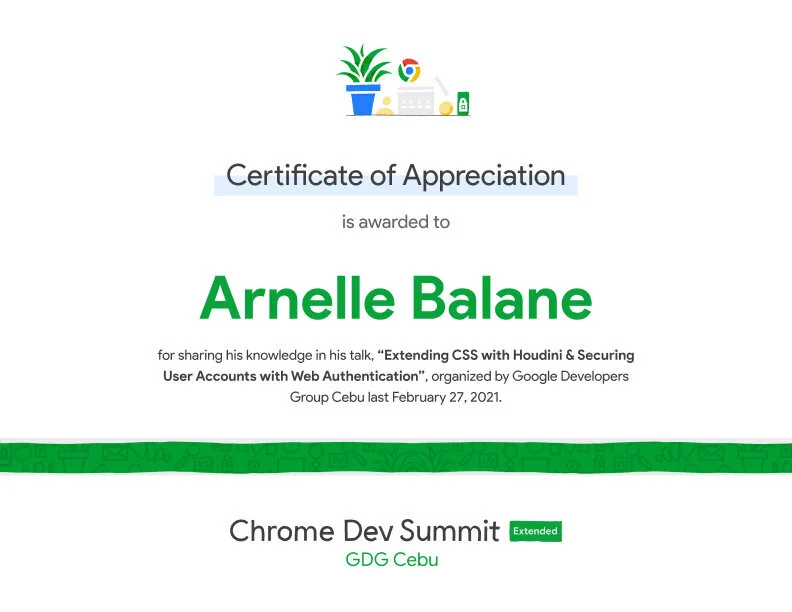 Certificate of Appreciation
is awarded to
Arnelle Balane
for sharing his knowledge in his talk, “Extending CSS with Houdini & Securing
User Accounts with Web Authentication”, organized by Google Developers
Group Cebu last February 27, 2021.
Chrome Dev Summit Extended
GDG Cebu